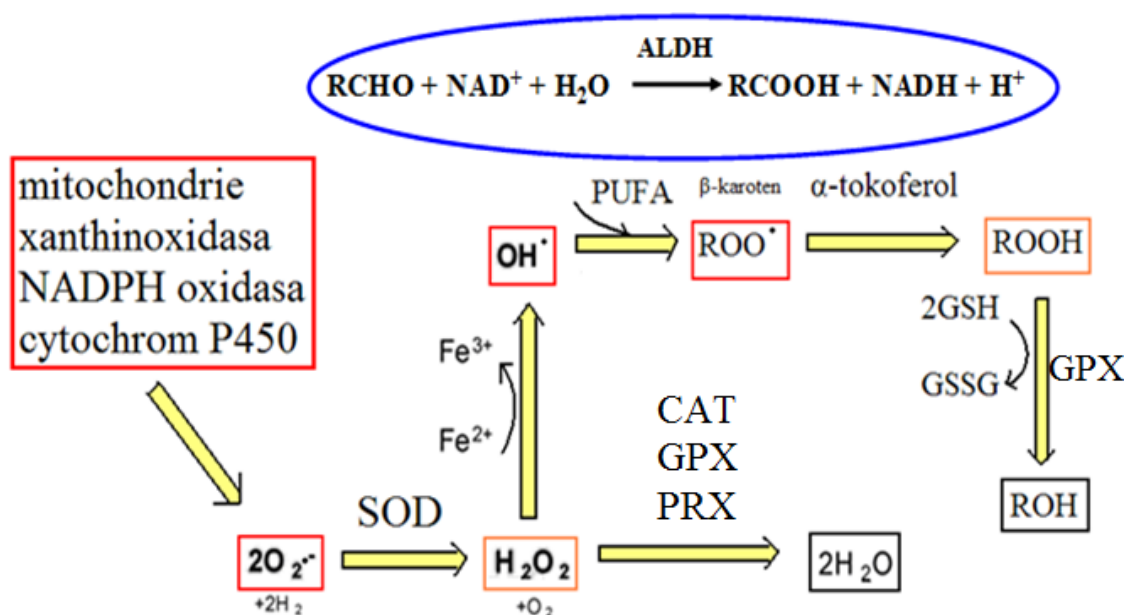 ALDH
RCHO + NAD⁺ + H₂O → RCOOH + NADH + H⁺
mitochondrie
xanthinoxidasa
NADPH oxidasa
cytochrom P450
PUFA
β-karoten
α-tokoferol
OH•
ROO•
ROOH
2GSH
GSSG
GPX
Fe³⁺
Fe²⁺
CAT
GPX
PRX
ROH
SOD
2O₂•-
+2H₂
H₂O₂
+O₂
2H₂O